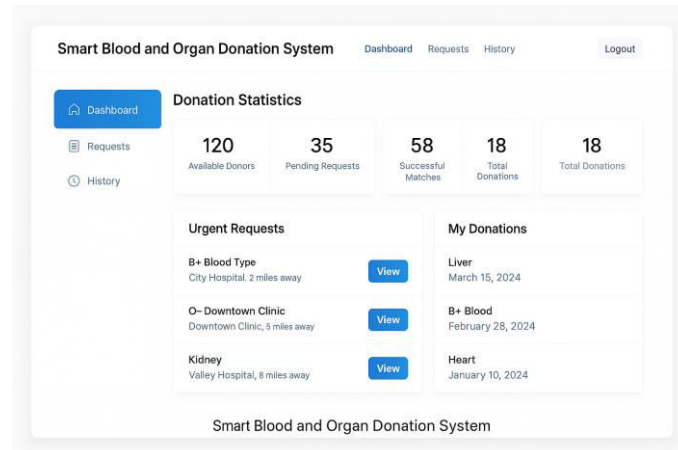 Smart Blood and Organ Donation System
Dashboard
Requests
History
Logout
Dashboard
Requests
History
Donation Statistics
120
Available Donors
35
Pending Requests
58
Successful
Matches
18
Total
Donations
18
Total Donations
Urgent Requests
B+ Blood Type
City Hospital. 2 miles away
View
O– Downtown Clinic
Downtown Clinic, 5 miles away
View
Kidney
Valley Hospital, 8 miles away
View
My Donations
Liver
March 15, 2024
B+ Blood
February 28, 2024
Heart
January 10, 2024
Smart Blood and Organ Donation System